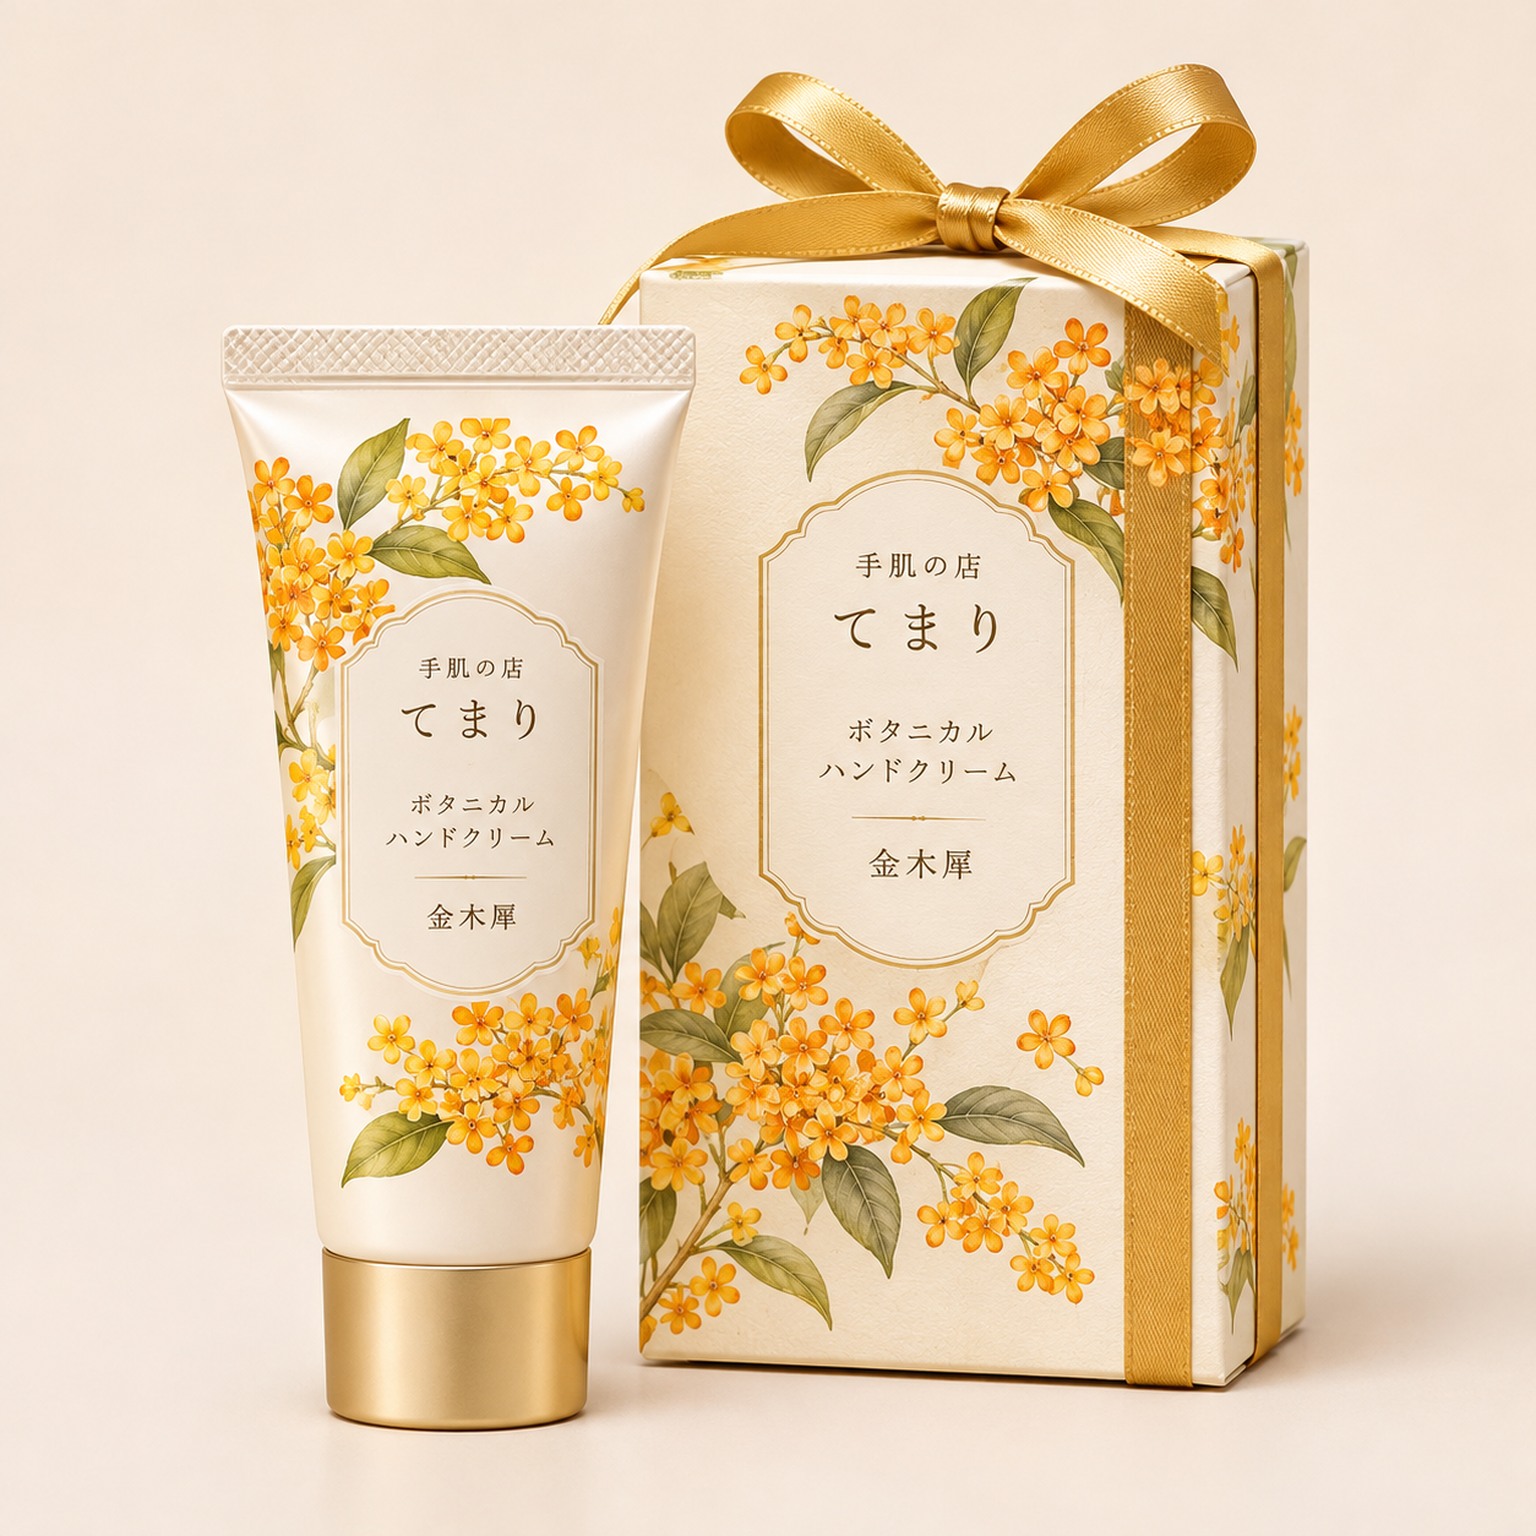 手肌の店
てまり
ボタニカル
ハンドクリーム
金木犀
手肌の店
てまり
ボタニカル
ハンドクリーム
金木犀